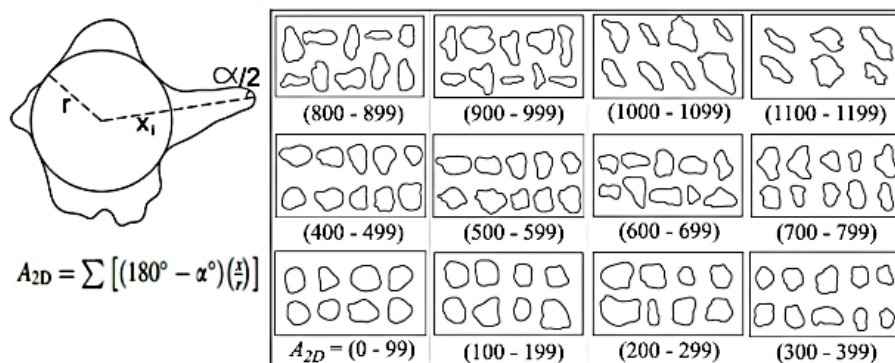 α/2
r
x₁
A₂D = ∑ [(180° − α°)(x/r)]
(800 - 899)
(900 - 999)
(1000 - 1099)
(1100 - 1199)
(400 - 499)
(500 - 599)
(600 - 699)
(700 - 799)
A₂D = (0 - 99)
(100 - 199)
(200 - 299)
(300 - 399)